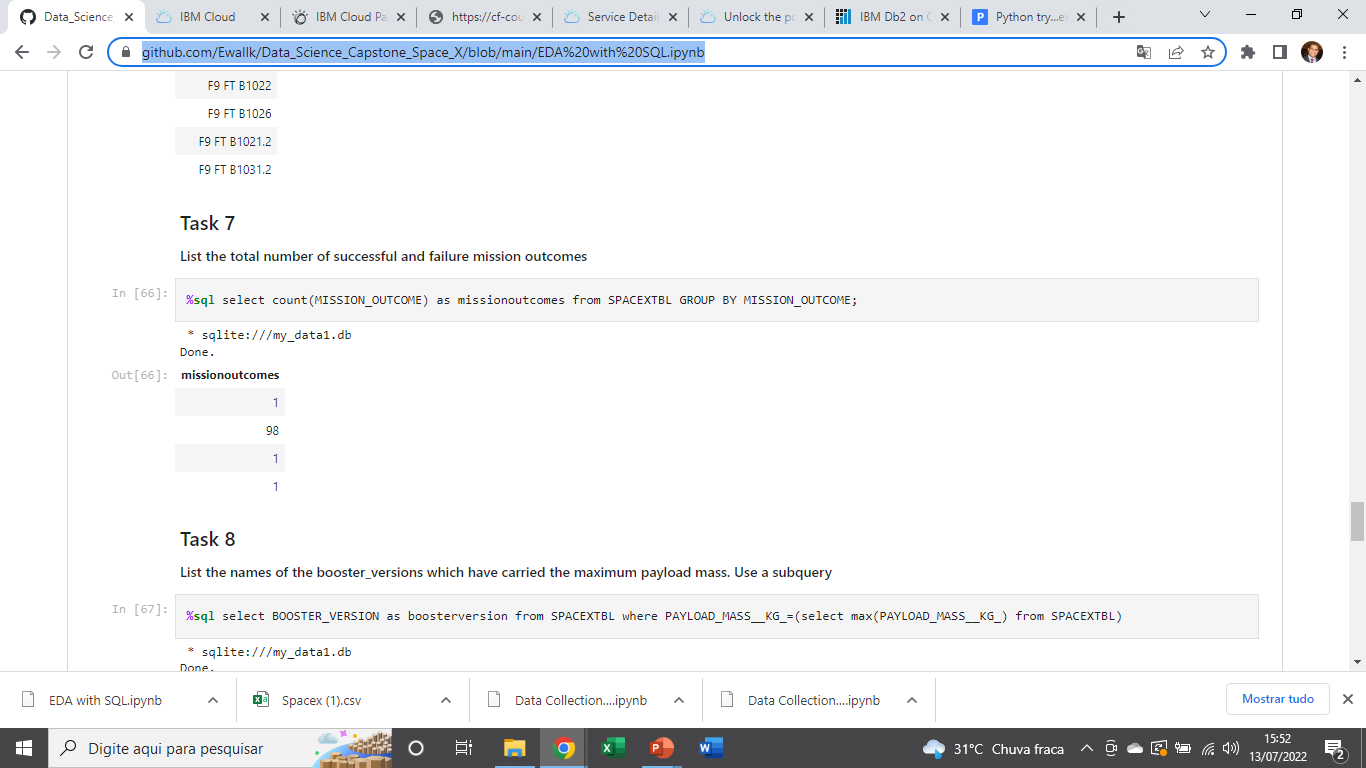 Data_Science_
IBM Cloud
IBM Cloud Pa
https://cf-cou
Service Detail
Unlock the po
IBM Db2 on C
Python try...ex
github.com/Ewallk/Data_Science_Capstone_Space_X/blob/main/EDA%20with%20SQL.ipynb
F9 FT B1022
F9 FT B1026
F9 FT B1021.2
F9 FT B1031.2
Task 7
List the total number of successful and failure mission outcomes
In [66]:
%sql select count(MISSION_OUTCOME) as missionoutcomes from SPACEXTBL GROUP BY MISSION_OUTCOME;
* sqlite:///my_data1.db
Done.
Out[66]:
missionoutcomes
1
98
1
1
Task 8
List the names of the booster_versions which have carried the maximum payload mass. Use a subquery
In [67]:
%sql select BOOSTER_VERSION as boosterversion from SPACEXTBL where PAYLOAD_MASS__KG_=(select max(PAYLOAD_MASS__KG_) from SPACEXTBL)
* sqlite:///my_data1.db
Done.
EDA with SQL.ipynb
Spacex (1).csv
Data Collection....ipynb
Data Collection....ipynb
Mostrar tudo
Digite aqui para pesquisar
31°C Chuva fraca
15:52
13/07/2022
2